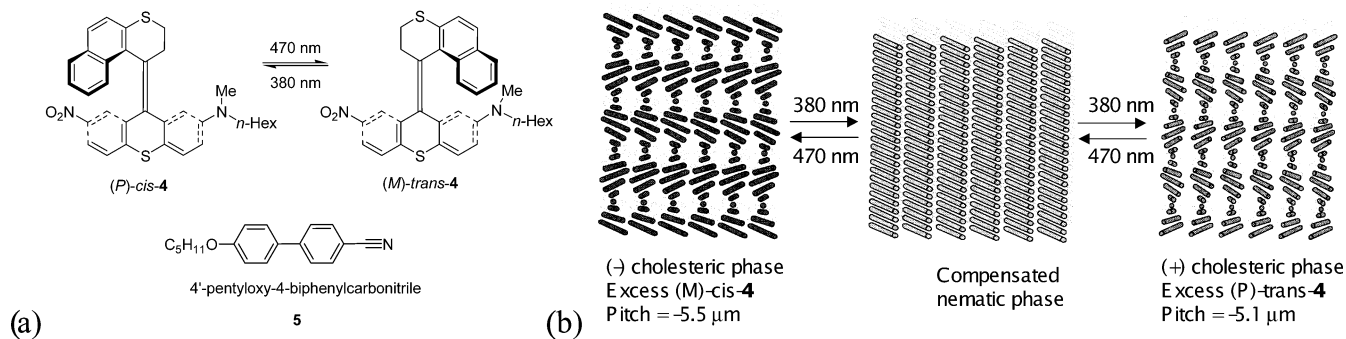 S
S
470 nm
380 nm
Me
N
n-Hex
O₂N
S
Me
N
n-Hex
O₂N
S
(P)-cis-4
(M)-trans-4
C₅H₁₁O
N
4'-pentyloxy-4-biphenylcarbonitrile
5
(a)
380 nm
470 nm
380 nm
470 nm
(-) cholesteric phase
Excess (M)-cis-4
Pitch = –5.5 μm
Compensated
nematic phase
(+) cholesteric phase
Excess (P)-trans-4
Pitch = –5.1 μm
(b)